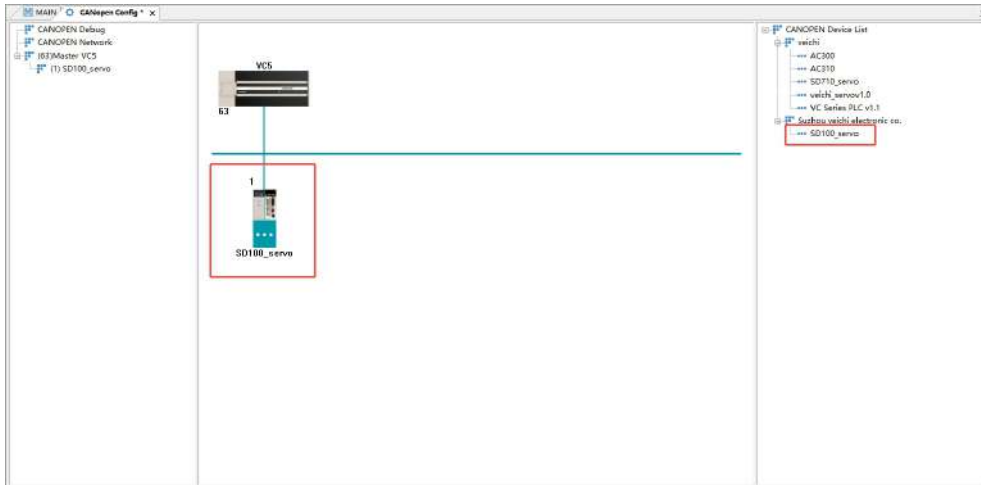 MAIN
CANopen Config *
CANOPEN Debug
CANOPEN Network
(63)Master VC5
(1) SD100_servo
VC5
63
1
SD100_servo
CANOPEN Device List
veichi
AC300
AC310
SD710_servo
veichi_servov1.0
VC Series PLC v1.1
Suzhou veichi electronic co.
SD100_servo